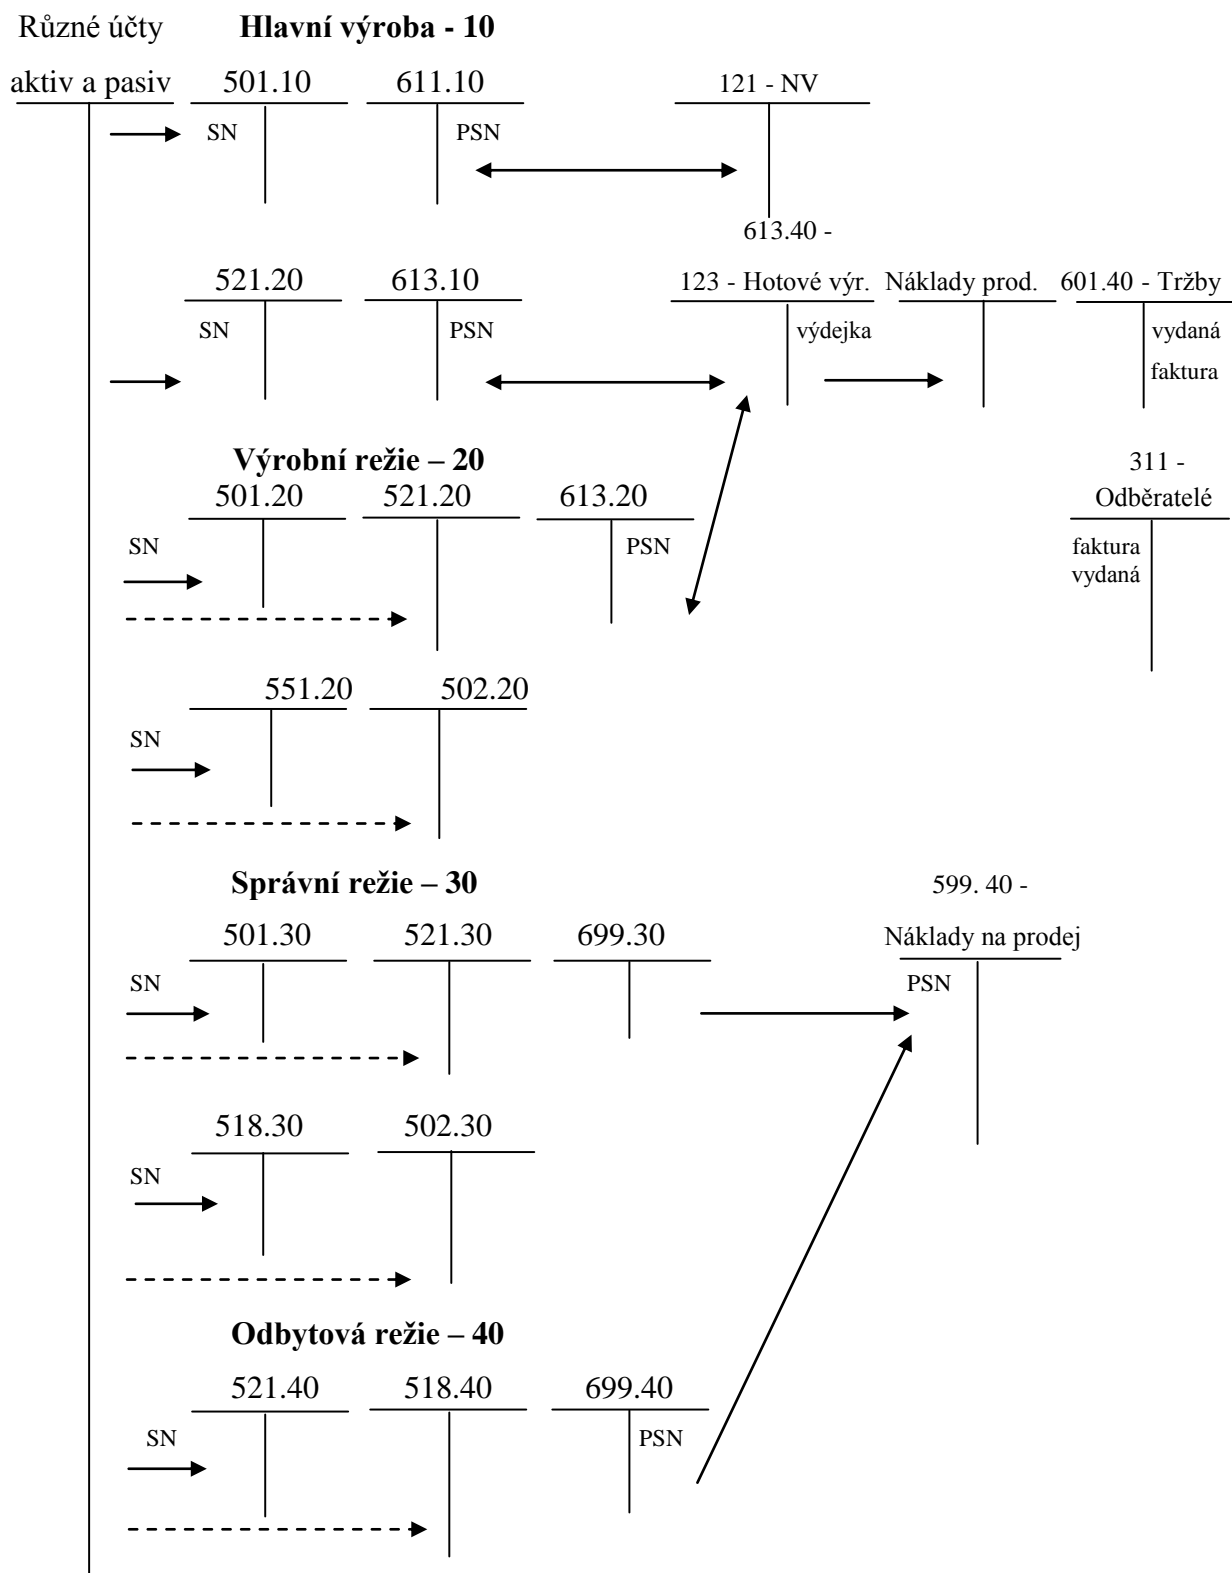 Různé účty
aktiv a pasiv
Hlavní výroba - 10
501.10
611.10
121 - NV
SN
PSN
613.40 -
521.20
613.10
123 - Hotové výr.
Náklady prod.
601.40 - Tržby
SN
PSN
výdejka
vydaná
faktura
Výrobní režie – 20
311 -
Odběratelé
501.20
521.20
613.20
SN
PSN
faktura
vydaná
551.20
502.20
SN
Správní režie – 30
599. 40 -
501.30
521.30
699.30
Náklady na prodej
SN
PSN
518.30
502.30
SN
Odbytová režie – 40
521.40
518.40
699.40
SN
PSN